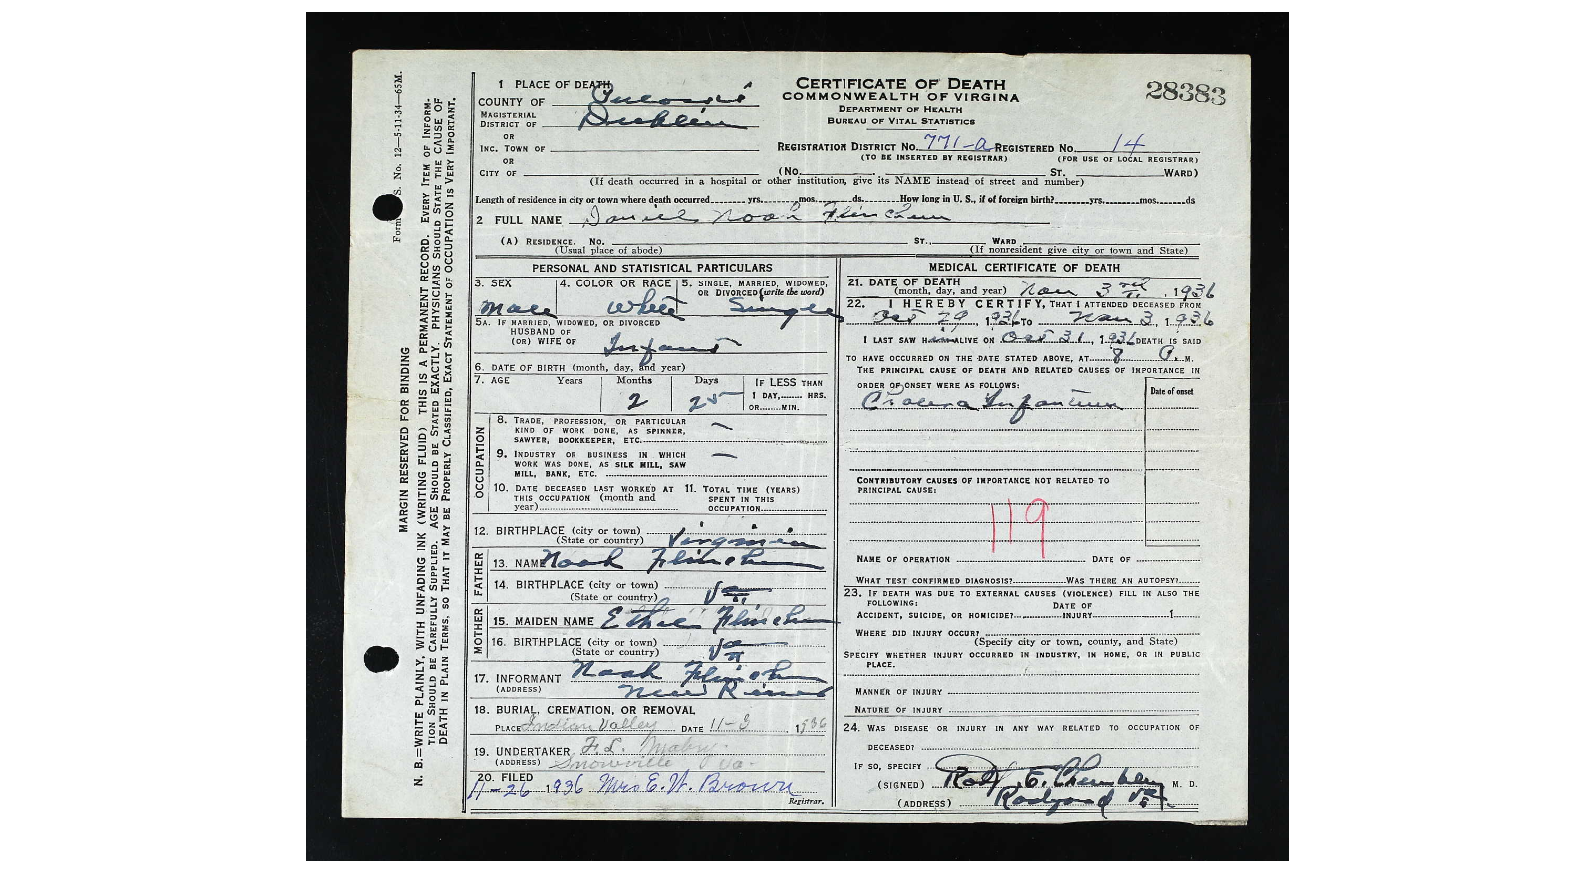 CERTIFICATE OF DEATH
COMMONWEALTH OF VIRGINIA
DEPARTMENT OF HEALTH
BUREAU OF VITAL STATISTICS
28383
1 PLACE OF DEATH
COUNTY OF Pulaski
MAGISTERIAL
DISTRICT OF Dublin
OR
INC. TOWN OF
OR
CITY OF
REGISTRATION DISTRICT NO. 771-a REGISTERED NO. 14
(TO BE INSERTED BY REGISTRAR) (FOR USE OF LOCAL REGISTRAR)
(No. ST. WARD)
(If death occurred in a hospital or other institution, give its NAME instead of street and number)
Length of residence in city or town where death occurred yrs. mos. ds. How long in U. S., if of foreign birth? yrs. mos. ds
2 FULL NAME Daniel Noah Flinchum
(A) RESIDENCE. No. ST., WARD
(Usual place of abode) (If nonresident give city or town and State)
PERSONAL AND STATISTICAL PARTICULARS
3. SEX 4. COLOR OR RACE 5. SINGLE, MARRIED, WIDOWED,
OR DIVORCED (write the word)
Male White Single
5A. IF MARRIED, WIDOWED, OR DIVORCED
HUSBAND OF
(OR) WIFE OF Infant
6. DATE OF BIRTH (month, day, and year)
7. AGE Years Months Days IF LESS THAN
1 DAY, HRS.
OR MIN.
2 25
OCCUPATION
8. TRADE, PROFESSION, OR PARTICULAR
KIND OF WORK DONE, AS SPINNER,
SAWYER, BOOKKEEPER, ETC.
9. INDUSTRY OF BUSINESS IN WHICH
WORK WAS DONE, AS SILK MILL, SAW
MILL, BANK, ETC.
10. DATE DECEASED LAST WORKED AT
THIS OCCUPATION (month and
year)
11. TOTAL TIME (YEARS)
SPENT IN THIS
OCCUPATION
12. BIRTHPLACE (city or town)
(State or country) Virginia
FATHER
13. NAME Noah Flinchum
14. BIRTHPLACE (city or town)
(State or country) Va
MOTHER
15. MAIDEN NAME Ethel Flinchum
16. BIRTHPLACE (city or town)
(State or country) Va
17. INFORMANT Noah Flinchum
(ADDRESS) New River
18. BURIAL, CREMATION, OR REMOVAL
PLACE Indian Valley DATE 11-3 1936
19. UNDERTAKER F.L. Mabry
(ADDRESS) Snowville Va.
20. FILED
11-26 1936 Mrs E.W. Brown
Registrar.
MEDICAL CERTIFICATE OF DEATH
21. DATE OF DEATH
(month, day, and year) Nov 3rd, 1936
22. I HEREBY CERTIFY, THAT I ATTENDED DECEASED FROM
Oct 29, 1936 TO Nov 3, 1936
I LAST SAW H ALIVE ON Oct 31, 1936 DEATH IS SAID
TO HAVE OCCURRED ON THE DATE STATED ABOVE, AT 8 P. M.
THE PRINCIPAL CAUSE OF DEATH AND RELATED CAUSES OF IMPORTANCE IN
ORDER OF ONSET WERE AS FOLLOWS:
Date of onset
Cholera Infantum
CONTRIBUTORY CAUSES OF IMPORTANCE NOT RELATED TO
PRINCIPAL CAUSE:
119
NAME OF OPERATION DATE OF
WHAT TEST CONFIRMED DIAGNOSIS? WAS THERE AN AUTOPSY?
23. IF DEATH WAS DUE TO EXTERNAL CAUSES (VIOLENCE) FILL IN ALSO THE
FOLLOWING: DATE OF
ACCIDENT, SUICIDE, OR HOMICIDE? INJURY 1
WHERE DID INJURY OCCUR?
(Specify city or town, county, and State)
SPECIFY WHETHER INJURY OCCURRED IN INDUSTRY, IN HOME, OR IN PUBLIC
PLACE.
MANNER OF INJURY
NATURE OF INJURY
24. WAS DISEASE OR INJURY IN ANY WAY RELATED TO OCCUPATION OF
DECEASED?
IF SO, SPECIFY
(SIGNED) M. D.
(ADDRESS) Radford Va
Form V. S. No. 12—5-11-34—65M.
MARGIN RESERVED FOR BINDING
N. B.—WRITE PLAINLY, WITH UNFADING INK (WRITING FLUID) THIS IS A PERMANENT RECORD. EVERY ITEM OF INFORM-
TION SHOULD BE CAREFULLY SUPPLIED. AGE SHOULD BE STATED EXACTLY. PHYSICIANS SHOULD STATE THE CAUSE OF
DEATH IN PLAIN TERMS, SO THAT IT MAY BE PROPERLY CLASSIFIED, EXACT STATEMENT OF OCCUPATION IS VERY IMPORTANT.